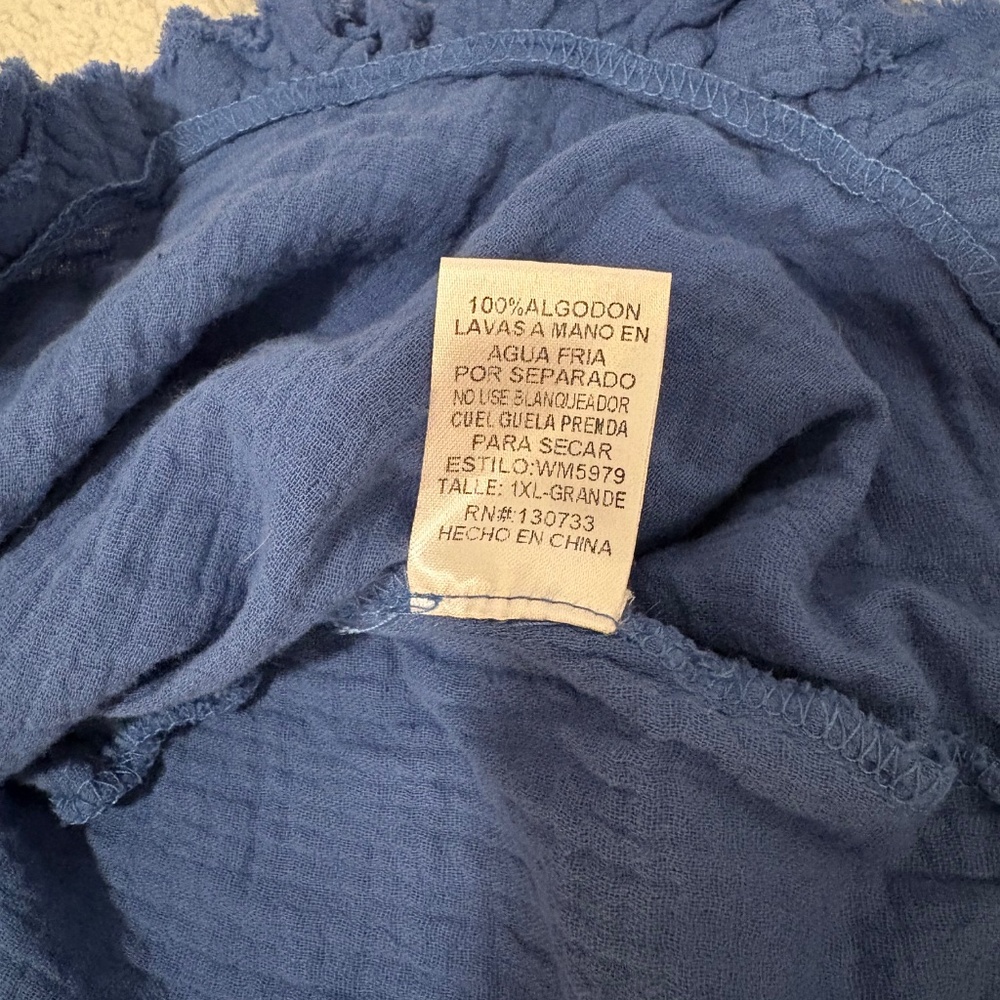 100%ALGODON
LAVAS A MANO EN
AGUA FRIA
POR SEPARADO
NO USE BLANQUEADOR
CUELGUELA PRENDA
PARA SECAR
ESTILO:WM5979
TALLE: 1XL-GRANDE
RN#:130733
HECHO EN CHINA